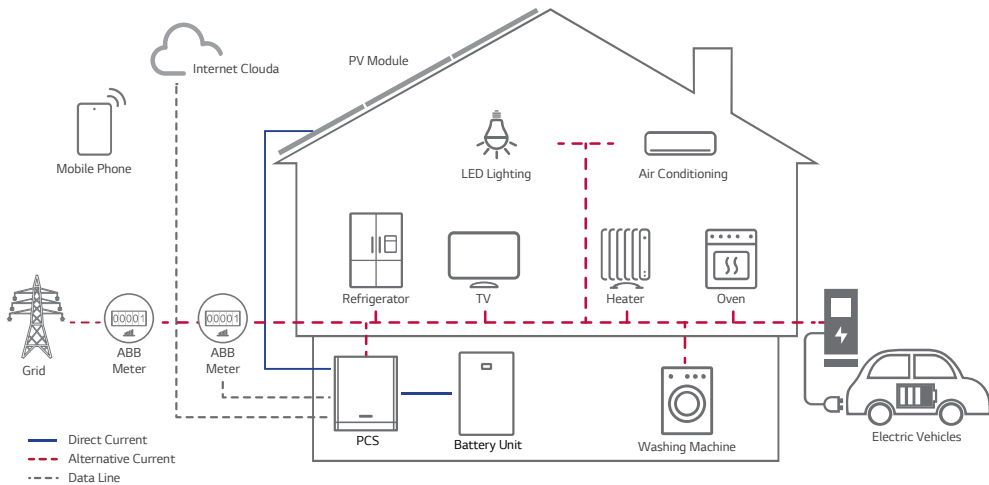 Internet Clouda
PV Module
Mobile Phone
LED Lighting
Air Conditioning
Refrigerator
TV
Heater
Oven
00001
00001
Grid
ABB
Meter
ABB
Meter
PCS
Battery Unit
Washing Machine
Electric Vehicles
Direct Current
Alternative Current
Data Line